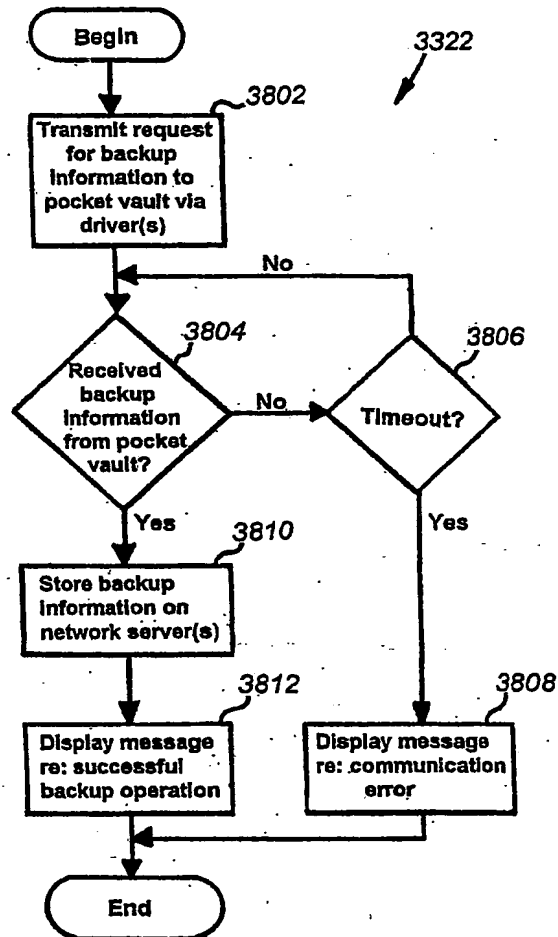 Begin
3322
3802
Transmit request
for backup
information to
pocket vault via
driver(s)
No
3804
3806
Received
backup
information
from pocket
vault?
No
Timeout?
Yes
Yes
3810
Store backup
information on
network server(s)
3812
3808
Display message
re: successful
backup operation
Display message
re: communication
error
End